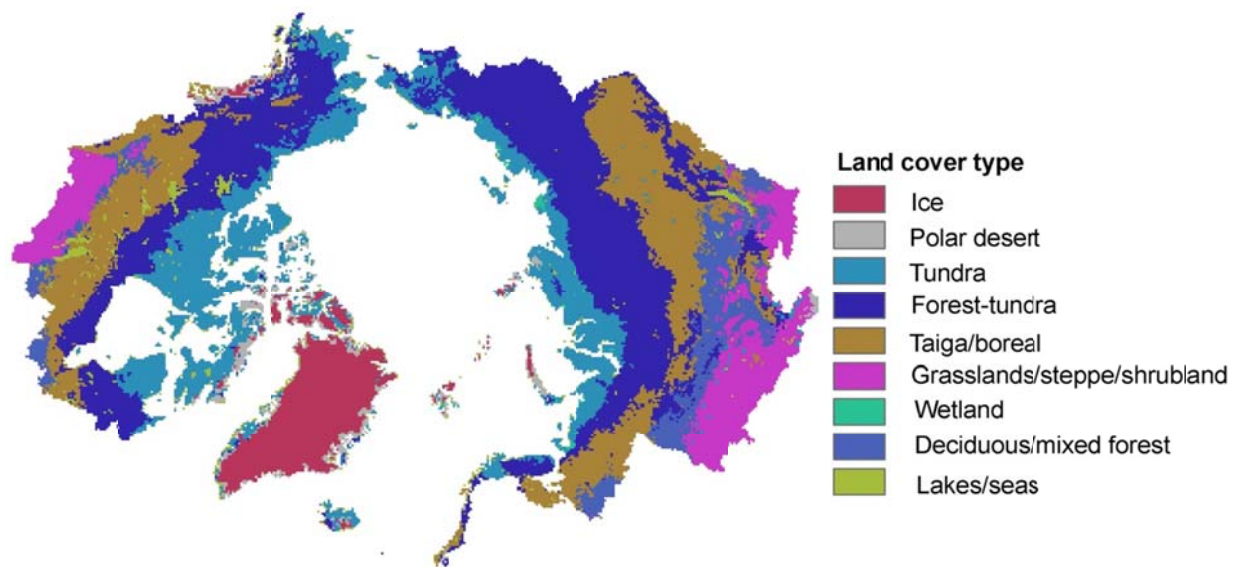 Land cover type
Ice
Polar desert
Tundra
Forest-tundra
Taiga/boreal
Grasslands/steppe/shrubland
Wetland
Deciduous/mixed forest
Lakes/seas